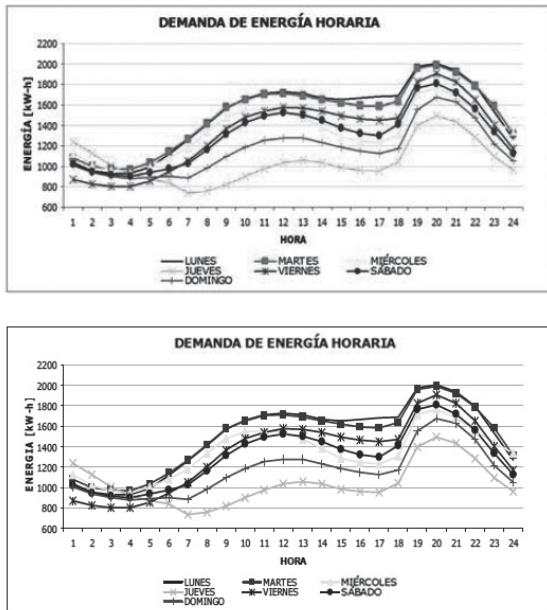 DEMANDA DE ENERGÍA HORARIA
ENERGÍA [kW-h]
2200
2000
1800
1600
1400
1200
1000
800
600
1 2 3 4 5 6 7 8 9 10 11 12 13 14 15 16 17 18 19 20 21 22 23 24
HORA
LUNES MARTES MIÉRCOLES
JUEVES VIERNES SÁBADO
DOMINGO
DEMANDA DE ENERGÍA HORARIA
ENERGIA [kW-h]
2200
2000
1800
1600
1400
1200
1000
800
600
1 2 3 4 5 6 7 8 9 10 11 12 13 14 15 16 17 18 19 20 21 22 23 24
HORA
LUNES MARTES MIÉRCOLES
JUEVES VIERNES SÁBADO
DOMINGO